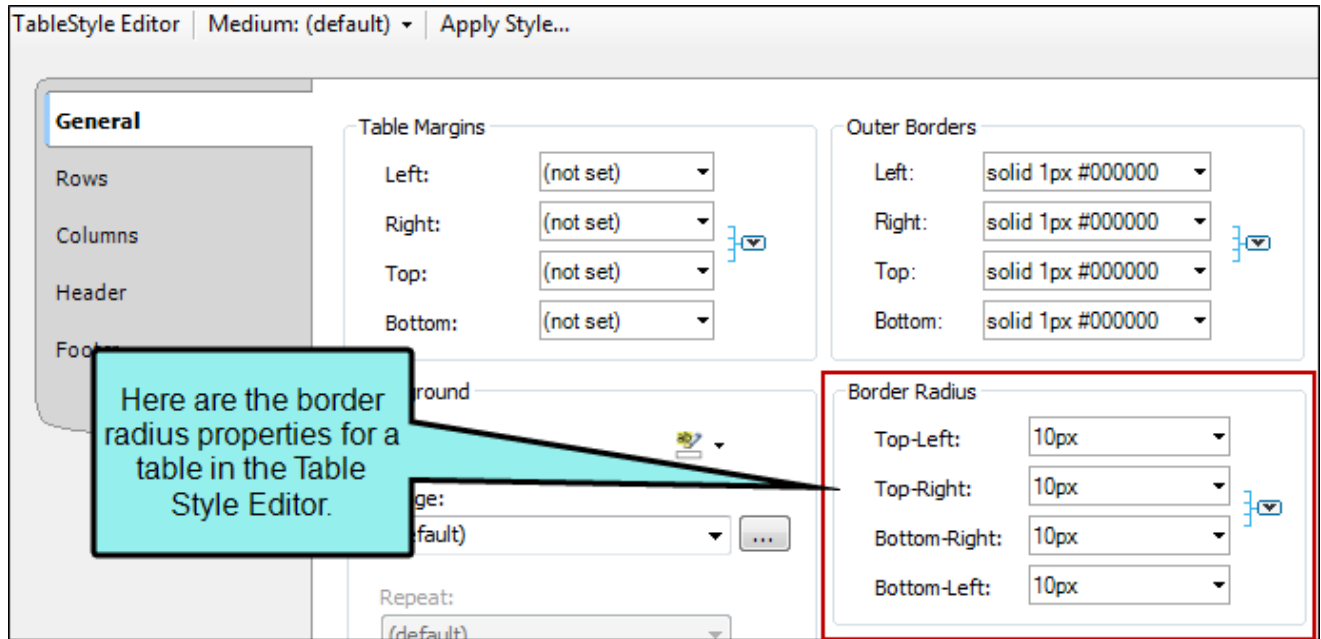 TableStyle Editor Medium: (default) Apply Style...
General
Rows
Columns
Header
Table Margins
Left: (not set)
Right: (not set)
Top: (not set)
Bottom: (not set)
Outer Borders
Left: solid 1px #000000
Right: solid 1px #000000
Top: solid 1px #000000
Bottom: solid 1px #000000
Here are the border
radius properties for a
table in the Table
Style Editor.
Repeat:
(default)
Border Radius
Top-Left: 10px
Top-Right: 10px
Bottom-Right: 10px
Bottom-Left: 10px